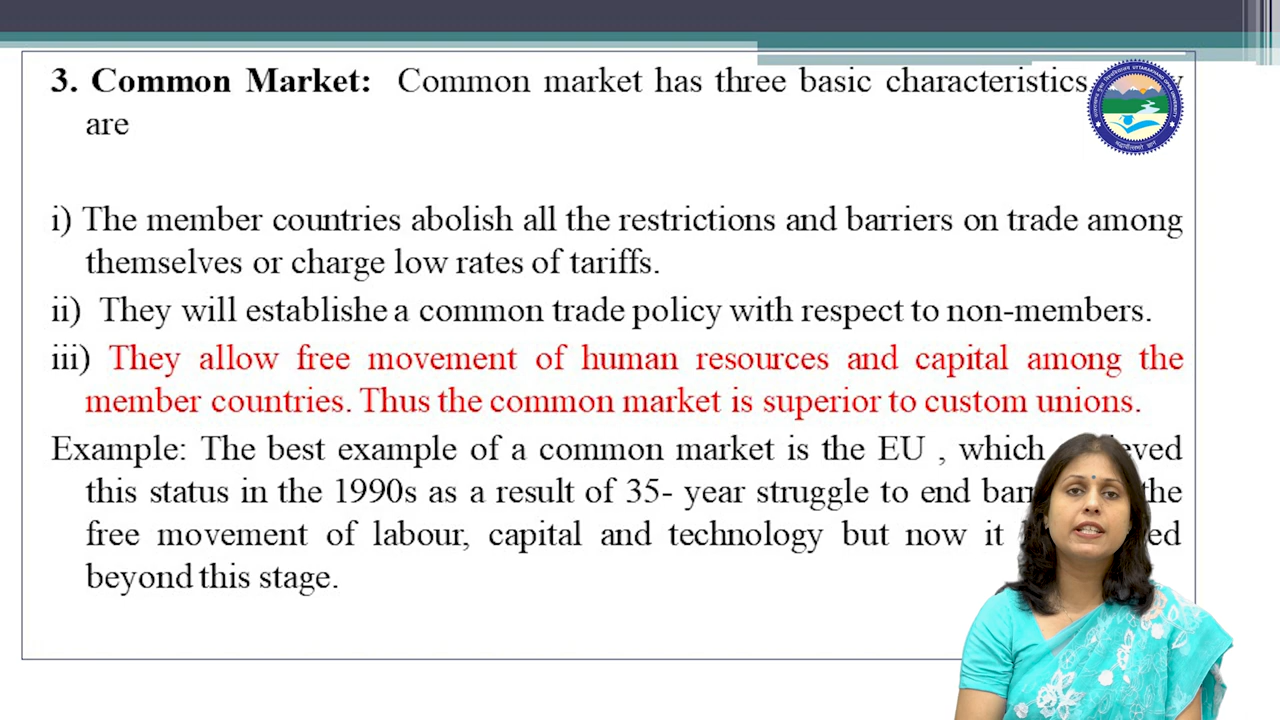 3. Common Market: Common market has three basic characteristics
are
i) The member countries abolish all the restrictions and barriers on trade among
themselves or charge low rates of tariffs.
ii) They will establishe a common trade policy with respect to non-members.
iii) They allow free movement of human resources and capital among the
member countries. Thus the common market is superior to custom unions.
Example: The best example of a common market is the EU , which
this status in the 1990s as a result of 35- year struggle to end the
free movement of labour, capital and technology but now it
beyond this stage.